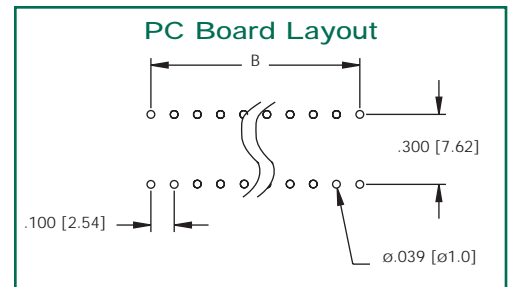 PC Board Layout
B
.300 [7.62]
.100 [2.54]
ø.039 [ø1.0]